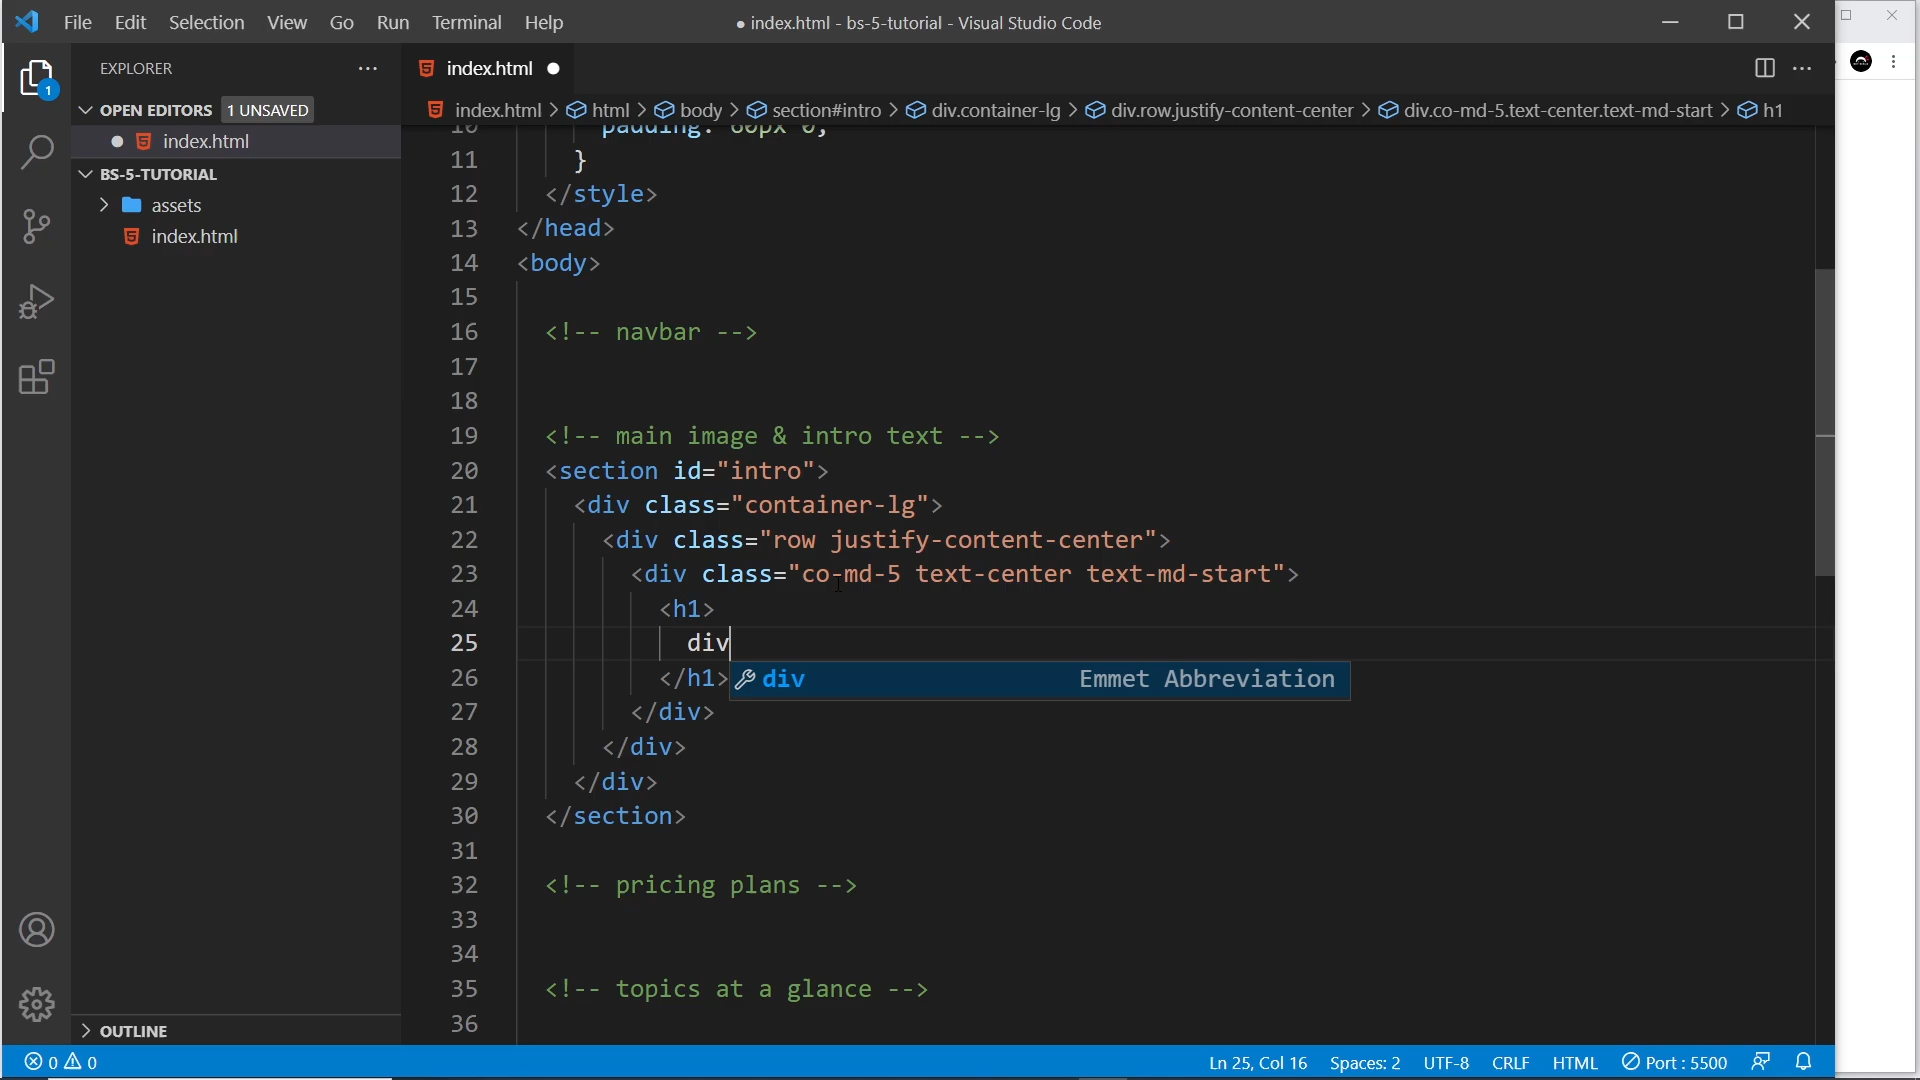 File Edit Selection View Go Run Terminal Help
● index.html - bs-5-tutorial - Visual Studio Code
EXPLORER
1
OPEN EDITORS 1 UNSAVED
index.html
BS-5-TUTORIAL
assets
index.html
OUTLINE
index.html
index.html > html > body > section#intro > div.container-lg > div.row.justify-content-center > div.co-md-5.text-center.text-md-start > h1
10 padding: 80px 0;
11 }
12 </style>
13 </head>
14 <body>
15
16 <!-- navbar -->
17
18
19 <!-- main image & intro text -->
20 <section id="intro">
21 <div class="container-lg">
22 <div class="row justify-content-center">
23 <div class="co-md-5 text-center text-md-start">
24 <h1>
25 div
26 </h1>
div Emmet Abbreviation
27 </div>
28 </div>
29 </div>
30 </section>
31
32 <!-- pricing plans -->
33
34
35 <!-- topics at a glance -->
36
0 0
Ln 25, Col 16 Spaces: 2 UTF-8 CRLF HTML Port : 5500